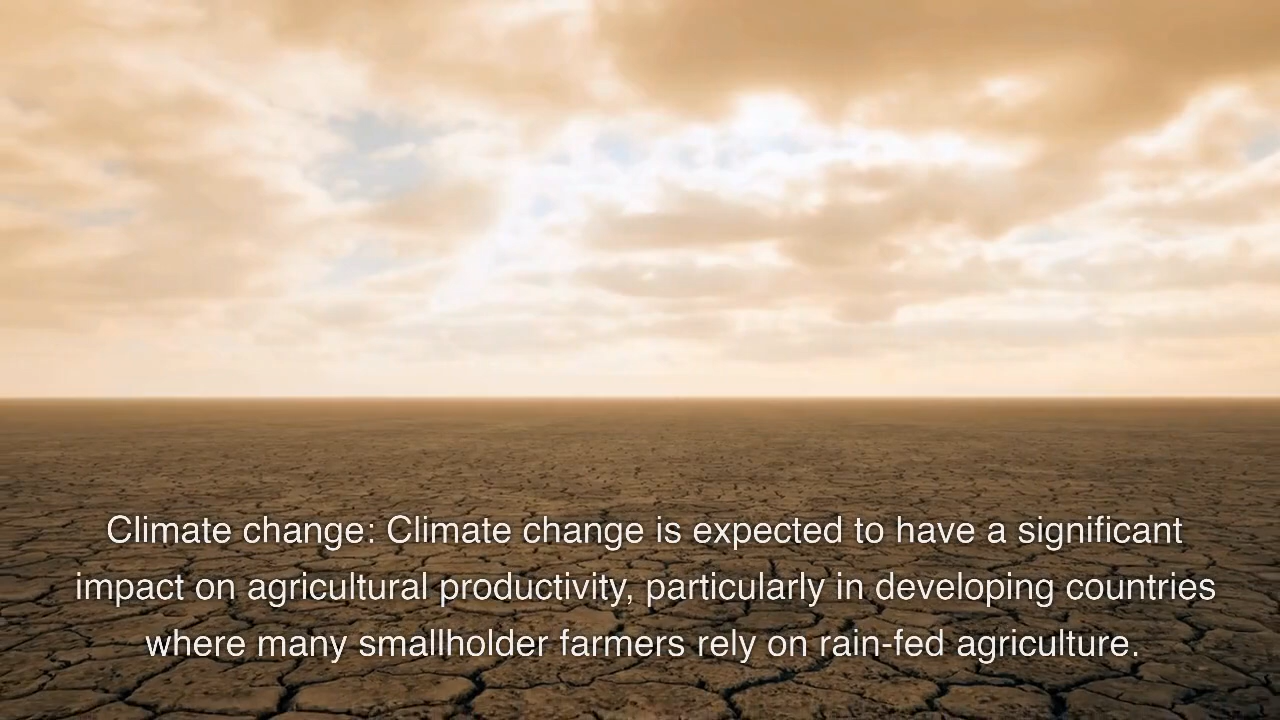 Climate change: Climate change is expected to have a significant
impact on agricultural productivity, particularly in developing countries
where many smallholder farmers rely on rain-fed agriculture.